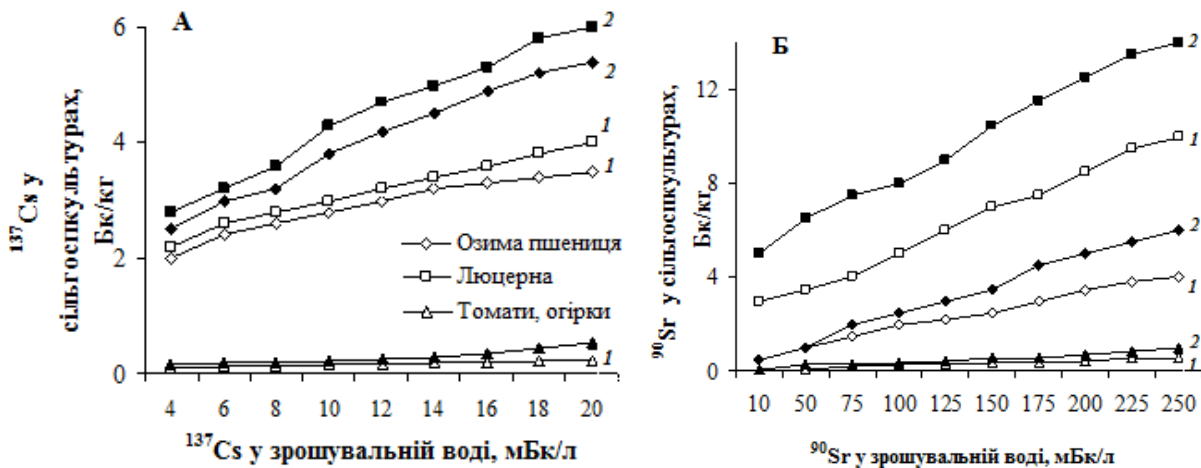 А
¹³⁷Cs у
сільгоспкультурах,
Бк/кг
6
4
2
0
2
2
1
1
Озима пшениця
Люцерна
Томати, огірки
1
4 6 8 10 12 14 16 18 20
¹³⁷Cs у зрошувальній воді, мБк/л
Б
⁹⁰Sr у сільгоспкультурах,
Бк/кг
12
8
4
0
2
1
2
1
2
1
10 50 75 100 125 150 175 200 225 250
⁹⁰Sr у зрошувальній воді, мБк/л